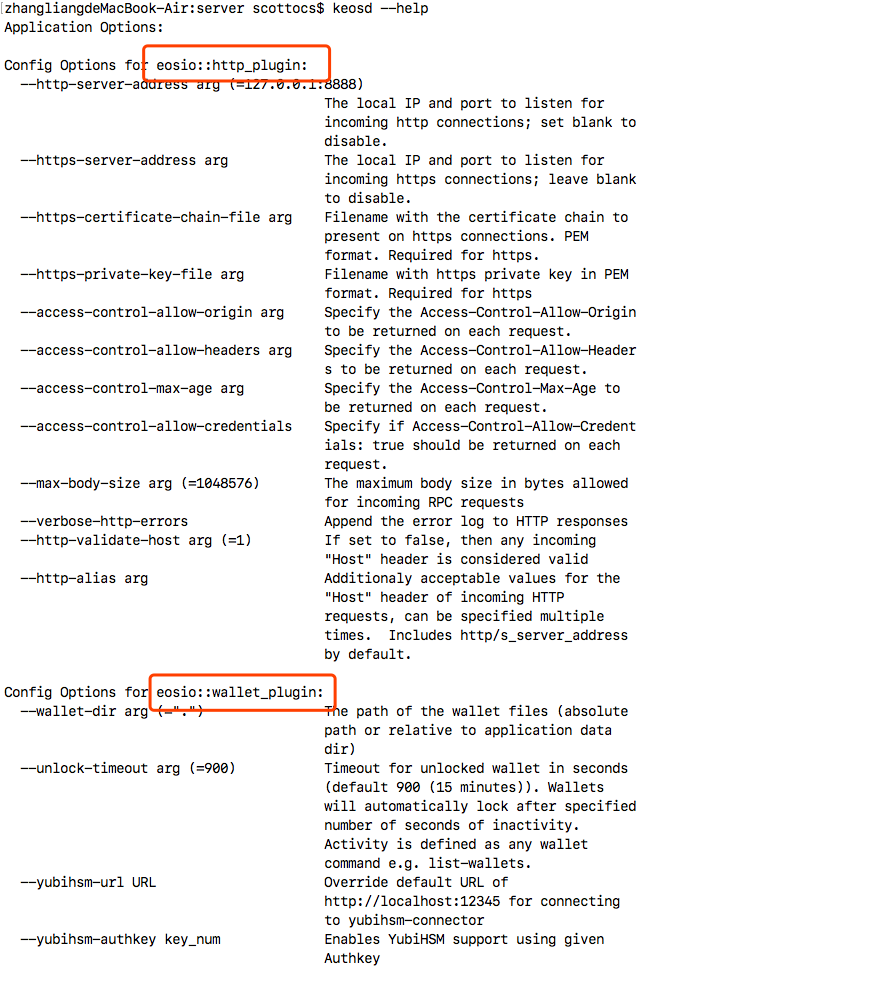 [zhangliangdeMacBook-Air:server scottocs$ keosd --help
Application Options:
Config Options for eosio::http_plugin:
--http-server-address arg (=127.0.0.1:8888)
The local IP and port to listen for
incoming http connections; set blank to
disable.
--https-server-address arg The local IP and port to listen for
incoming https connections; leave blank
to disable.
--https-certificate-chain-file arg Filename with the certificate chain to
present on https connections. PEM
format. Required for https.
--https-private-key-file arg Filename with https private key in PEM
format. Required for https
--access-control-allow-origin arg Specify the Access-Control-Allow-Origin
to be returned on each request.
--access-control-allow-headers arg Specify the Access-Control-Allow-Header
s to be returned on each request.
--access-control-max-age arg Specify the Access-Control-Max-Age to
be returned on each request.
--access-control-allow-credentials Specify if Access-Control-Allow-Credent
ials: true should be returned on each
request.
--max-body-size arg (=1048576) The maximum body size in bytes allowed
for incoming RPC requests
--verbose-http-errors Append the error log to HTTP responses
--http-validate-host arg (=1) If set to false, then any incoming
"Host" header is considered valid
--http-alias arg Additionaly acceptable values for the
"Host" header of incoming HTTP
requests, can be specified multiple
times.  Includes http/s_server_address
by default.
Config Options for eosio::wallet_plugin:
--wallet-dir arg (=".") The path of the wallet files (absolute
path or relative to application data
dir)
--unlock-timeout arg (=900) Timeout for unlocked wallet in seconds
(default 900 (15 minutes)). Wallets
will automatically lock after specified
number of seconds of inactivity.
Activity is defined as any wallet
command e.g. list-wallets.
--yubihsm-url URL Override default URL of
http://localhost:12345 for connecting
to yubihsm-connector
--yubihsm-authkey key_num Enables YubiHSM support using given
Authkey